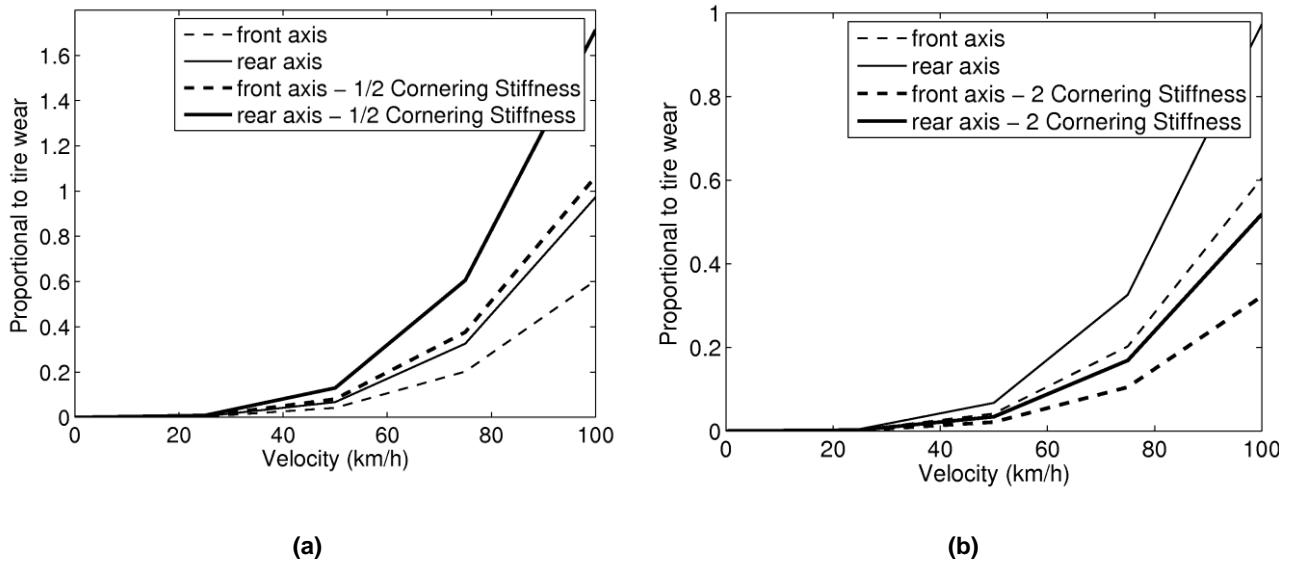 front axis
rear axis
front axis – 1/2 Cornering Stiffness
rear axis – 1/2 Cornering Stiffness
Proportional to tire wear
1.6
1.4
1.2
1
0.8
0.6
0.4
0.2
0
0 20 40 60 80 100
Velocity (km/h)
(a)
front axis
rear axis
front axis – 2 Cornering Stiffness
rear axis – 2 Cornering Stiffness
Proportional to tire wear
1
0.8
0.6
0.4
0.2
0
0 20 40 60 80 100
Velocity (km/h)
(b)